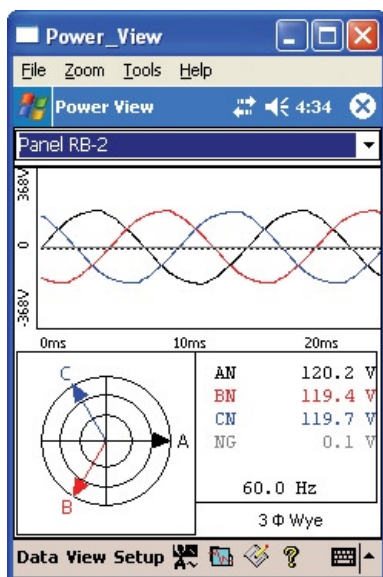 Power_View
File Zoom Tools Help
Power View 4:34
Panel RB-2
368V
0
-368V
0ms 10ms 20ms
C
A
B
AN 120.2 V
BN 119.4 V
CN 119.7 V
NG 0.1 V
60.0 Hz
3 Φ Wye
Data View Setup